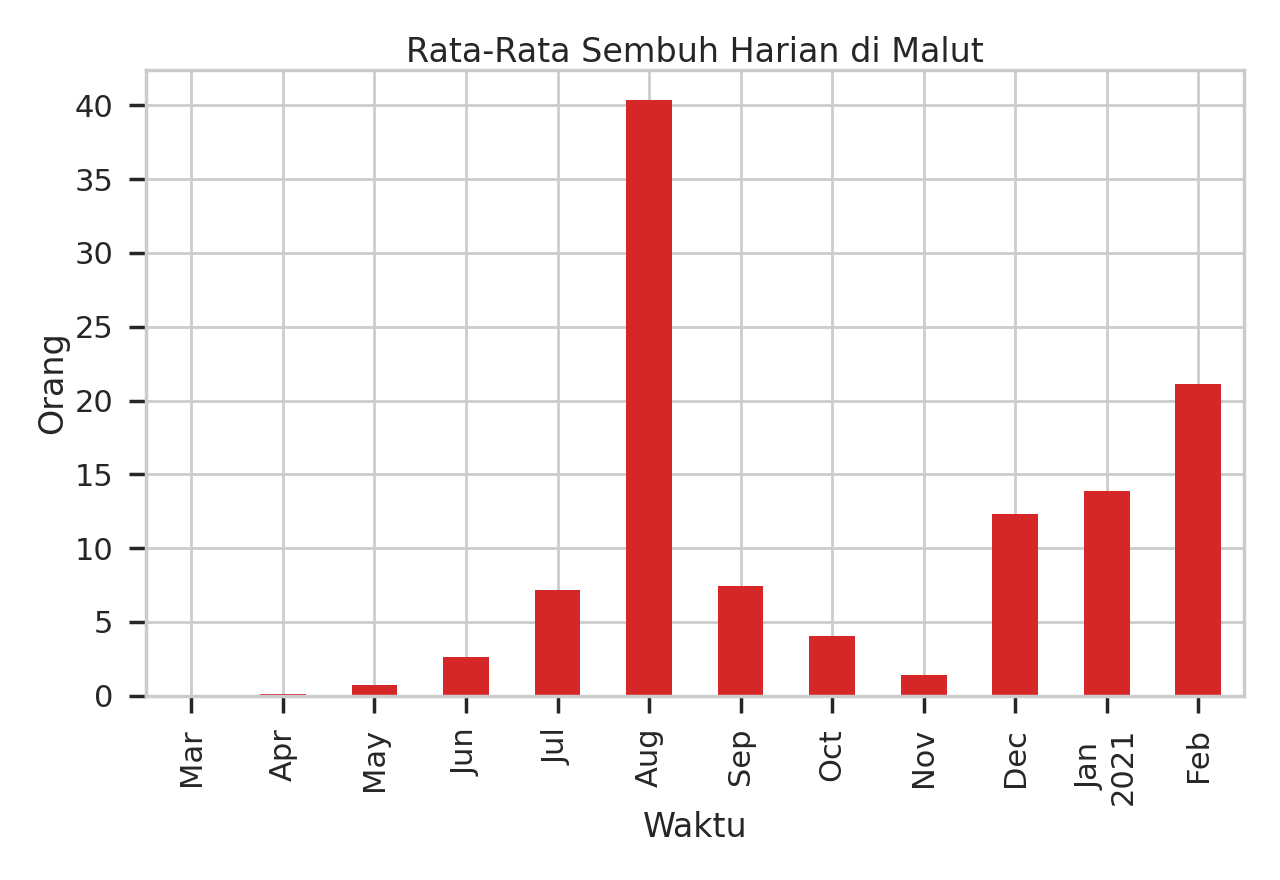 Rata-Rata Sembuh Harian di Malut
Orang
40
35
30
25
20
15
10
5
0
Mar
Apr
May
Jun
Jul
Aug
Sep
Oct
Nov
Dec
Jan
2021
Feb
Waktu